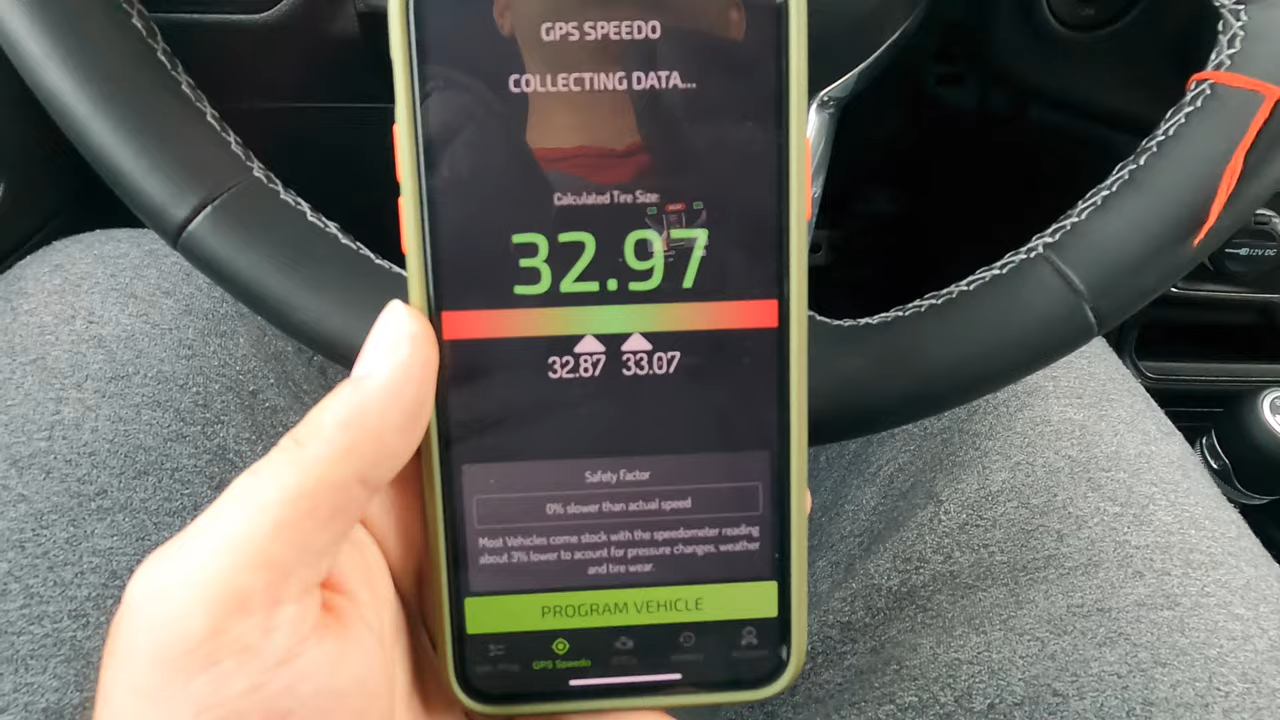 GPS SPEEDO
COLLECTING DATA...
Calculated Tire Size:
32.97
32.87 33.07
Safety Factor
0% slower than actual speed
Most Vehicles come stock with the speedometer reading
about 3% lower to acount for pressure changes, weather
and tire wear.
PROGRAM VEHICLE
GPS Speedo
12V DC